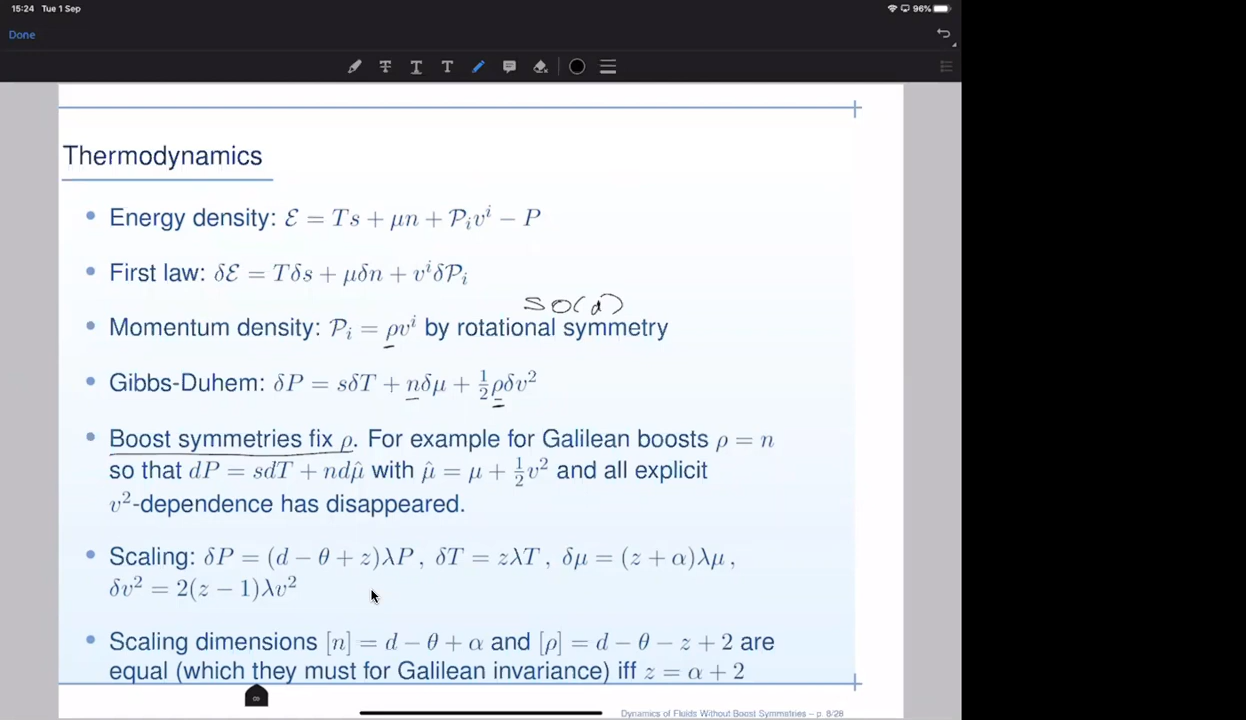 15:24 Tue 1 Sep
96%
Done
Thermodynamics
• Energy density: ℰ = Ts + μn + 𝒫ᵢvⁱ − P
• First law: δℰ = Tδs + μδn + vⁱδ𝒫ᵢ
SO(d)
• Momentum density: 𝒫ᵢ = ρvⁱ by rotational symmetry
• Gibbs-Duhem: δP = sδT + nδμ + ½ρδv²
• Boost symmetries fix ρ. For example for Galilean boosts ρ = n
so that dP = sdT + ndμ̂ with μ̂ = μ + ½v² and all explicit
v²-dependence has disappeared.
• Scaling: δP = (d − θ + z)λP , δT = zλT , δμ = (z + α)λμ ,
δv² = 2(z − 1)λv²
• Scaling dimensions [n] = d − θ + α and [ρ] = d − θ − z + 2 are
equal (which they must for Galilean invariance) iff z = α + 2
Dynamics of Fluids Without Boost Symmetries – p. 8/28